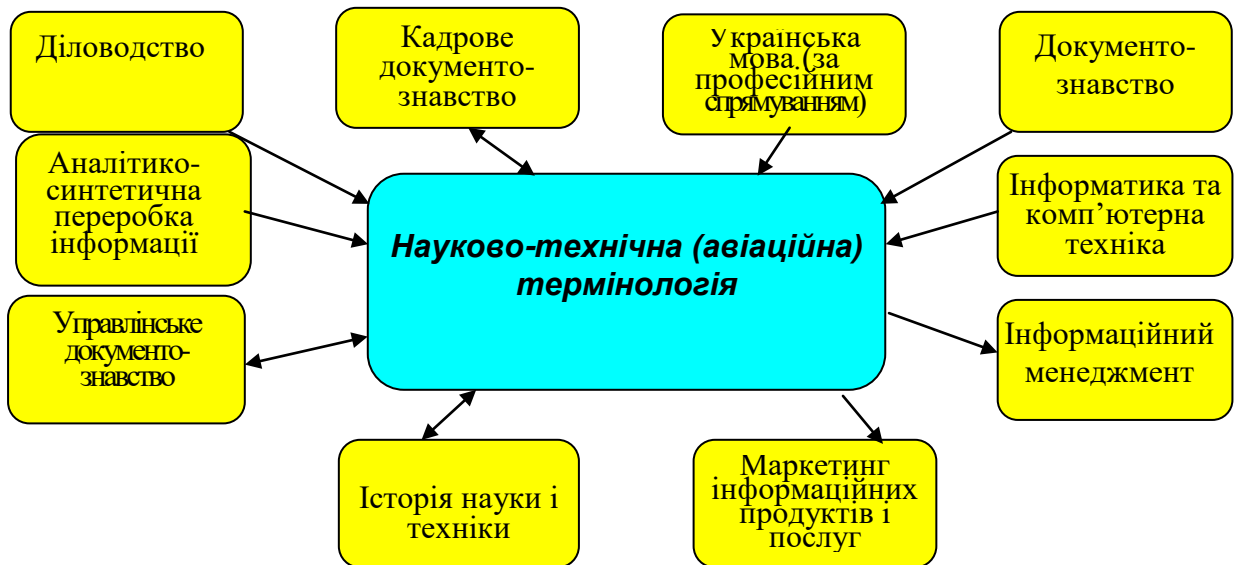 Діловодство
Кадрове
документо-
знавство
Українська
мова.(за
професійним
спрямуванням)
Документо-
знавство
Аналітико-
синтетична
переробка
інформації
Науково-технічна (авіаційна)
термінологія
Інформатика та
комп’ютерна
техніка
Управлінське
документо-
знавство
Інформаційний
менеджмент
Історія науки і
техніки
Маркетинг
інформаційних
продуктів і
послуг